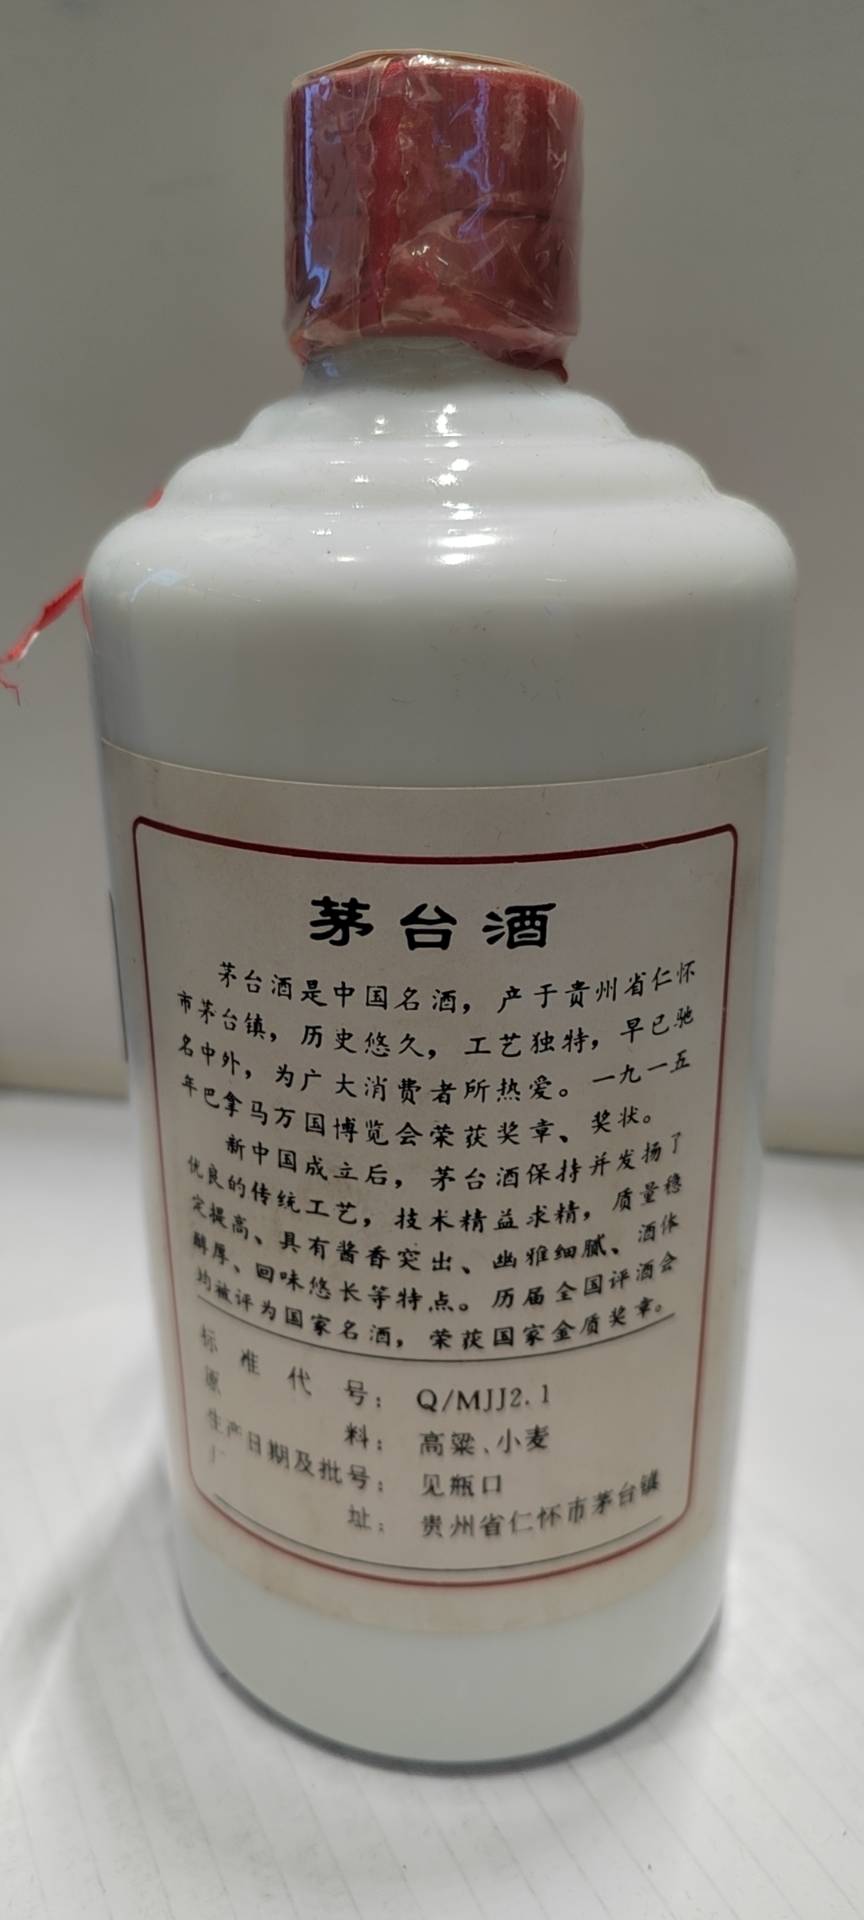 茅台酒
茅台酒是中国名酒，产于贵州省仁怀
市茅台镇，历史悠久，工艺独特，早已驰
名中外，为广大消费者所热爱。一九一五
年巴拿马万国博览会荣获奖章、奖状。
新中国成立后，茅台酒保持并发扬了
优良的传统工艺，技术精益求精，质量稳
定提高、具有酱香突出、幽雅细腻、酒体
醇厚、回味悠长等特点。历届全国评酒会
均被评为国家名酒，荣获国家金质奖章。
标准代号：Q/MJJ2.1
原料：高粱、小麦
生产日期及批号：见瓶口
厂址：贵州省仁怀市茅台镇